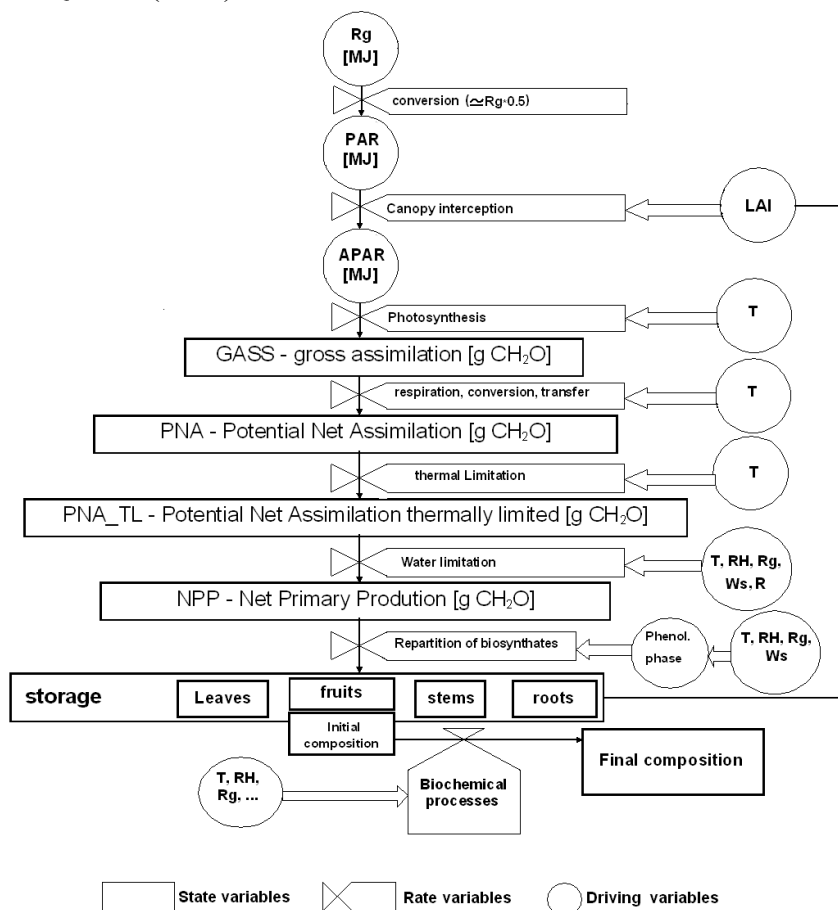 Rg
[MJ]
conversion (≃Rg·0.5)
PAR
[MJ]
Canopy interception
LAI
APAR
[MJ]
Photosynthesis
T
GASS - gross assimilation [g CH₂O]
respiration, conversion, transfer
T
PNA - Potential Net Assimilation [g CH₂O]
thermal Limitation
T
PNA_TL - Potential Net Assimilation thermally limited [g CH₂O]
Water limitation
T, RH, Rg,
Ws, R
NPP - Net Primary Prodution [g CH₂O]
Repartition of biosynthates
Phenol.
phase
T, RH, Rg,
Ws
storage
Leaves
fruits
stems
roots
Initial
composition
Final composition
T, RH,
Rg, ...
Biochemical
processes
State variables
Rate variables
Driving variables